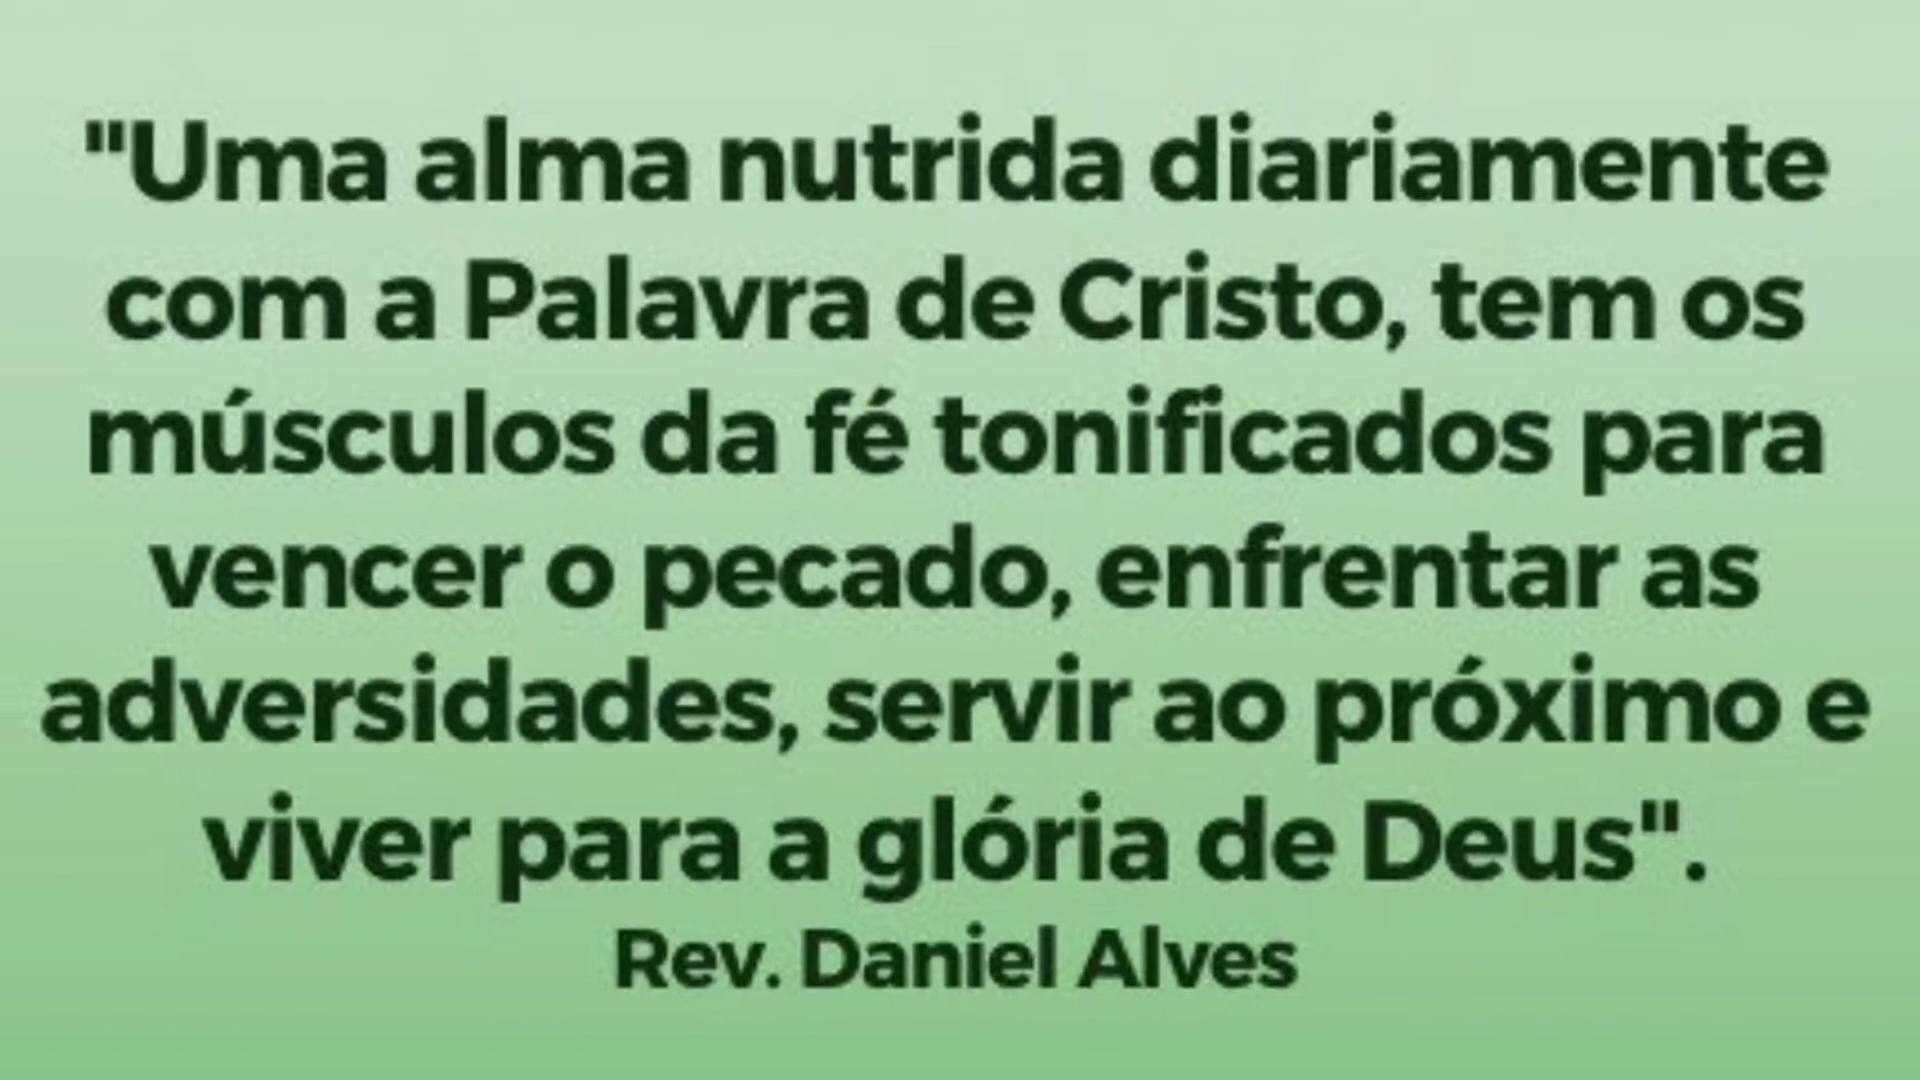 "Uma alma nutrida diariamente
com a Palavra de Cristo, tem os
músculos da fé tonificados para
vencer o pecado, enfrentar as
adversidades, servir ao próximo e
viver para a glória de Deus".
Rev. Daniel Alves